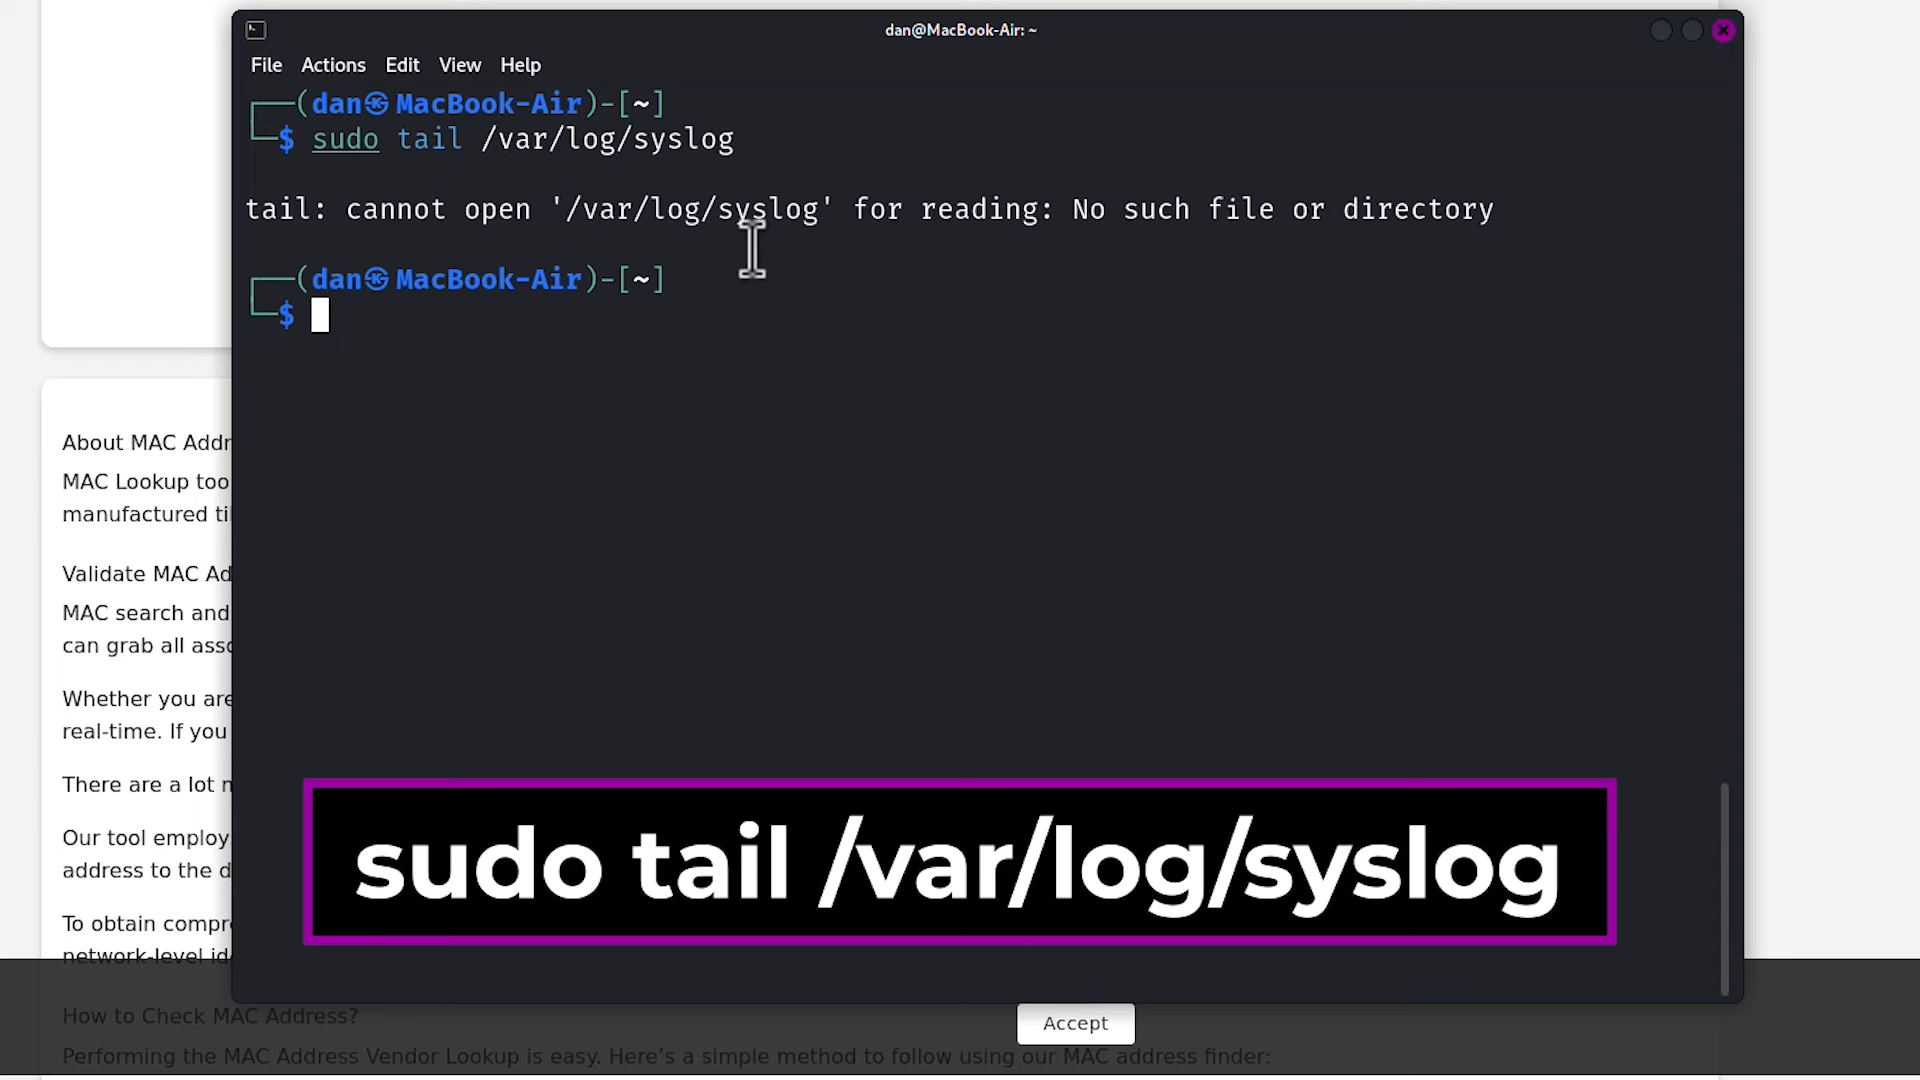 dan@MacBook-Air: ~
File Actions Edit View Help
┌──(dan㉿MacBook-Air)-[~]
└─$ sudo tail /var/log/syslog
tail: cannot open '/var/log/syslog' for reading: No such file or directory
┌──(dan㉿MacBook-Air)-[~]
└─$
About MAC Addr
MAC Lookup too
manufactured ti
Validate MAC Ad
MAC search and
can grab all asso
Whether you are
real-time. If you
There are a lot n
Our tool employ
address to the d
To obtain compr
network-level id
sudo tail /var/log/syslog
How to Check MAC Address?
Accept
Performing the MAC Address Vendor Lookup is easy. Here's a simple method to follow using our MAC address finder: